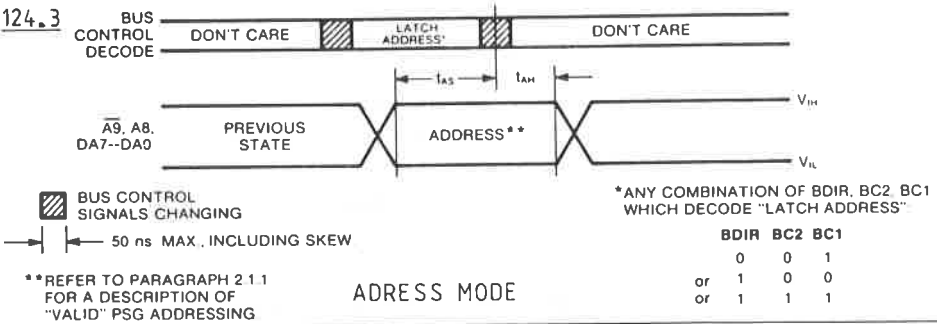 124.3
BUS
CONTROL
DECODE
DON'T CARE
LATCH
ADDRESS*
DON'T CARE
tAS
tAH
A9, A8,
DA7--DA0
PREVIOUS
STATE
ADDRESS**
VIH
VIL
BUS CONTROL
SIGNALS CHANGING
50 ns MAX., INCLUDING SKEW
**REFER TO PARAGRAPH 2.1.1
FOR A DESCRIPTION OF
"VALID" PSG ADDRESSING
ADRESS MODE
*ANY COMBINATION OF BDIR, BC2, BC1
WHICH DECODE "LATCH ADDRESS"
BDIR BC2 BC1
0 0 1
or 1 0 0
or 1 1 1